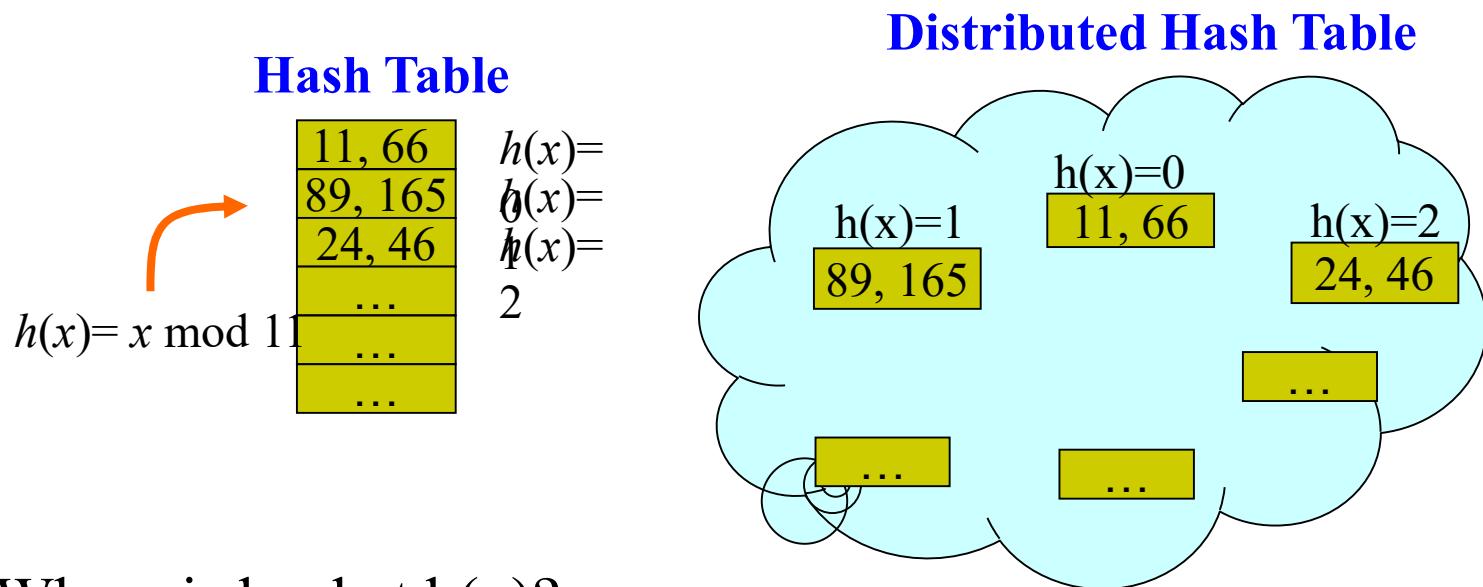 Distributed Hash Table
Hash Table
11, 66
h(x)=
0
89, 165
h(x)=
1
24, 46
h(x)=
2
...
...
...
h(x)= x mod 11
h(x)=0
11, 66
h(x)=1
89, 165
h(x)=2
24, 46
...
...
...